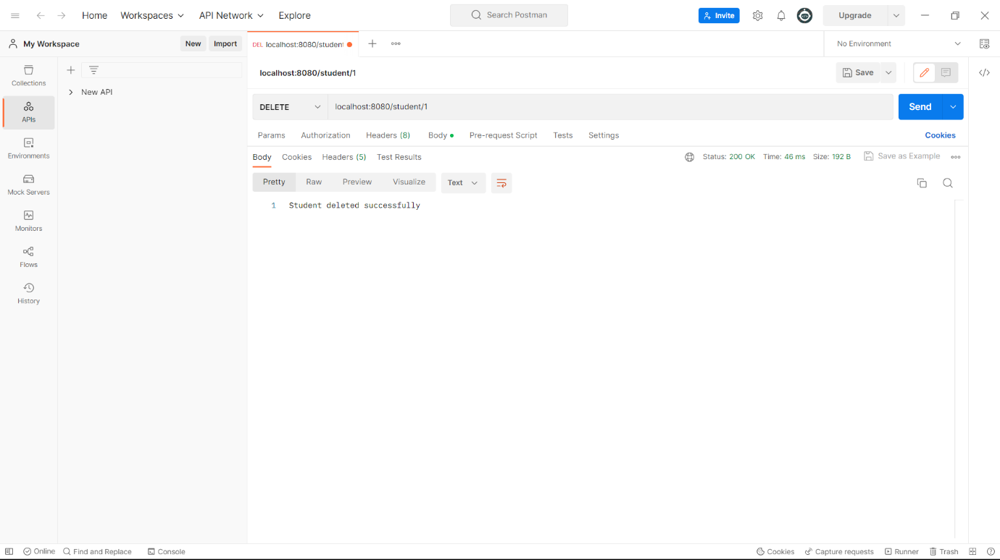 Home Workspaces API Network Explore Search Postman Invite Upgrade
My Workspace New Import DEL localhost:8080/student No Environment
Collections
APIs
Environments
Mock Servers
Monitors
Flows
History
New API
localhost:8080/student/1 Save
DELETE localhost:8080/student/1 Send
Params Authorization Headers (8) Body Pre-request Script Tests Settings Cookies
Body Cookies Headers (5) Test Results Status: 200 OK Time: 46 ms Size: 192 B Save as Example
Pretty Raw Preview Visualize Text
1 Student deleted successfully
Online Find and Replace Console Cookies Capture requests Runner Trash